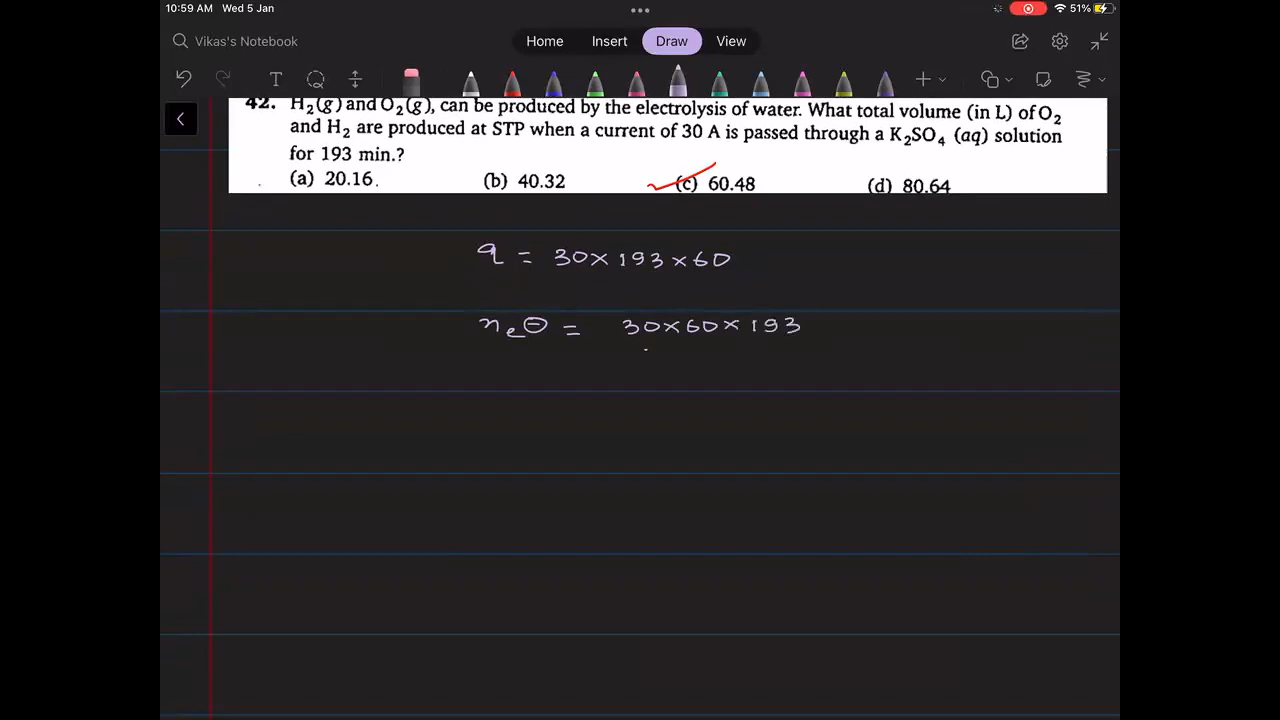 10:59 AM Wed 5 Jan
51%
Vikas's Notebook
Home Insert Draw View
42. H₂(g) and O₂(g), can be produced by the electrolysis of water. What total volume (in L) of O₂
and H₂ are produced at STP when a current of 30 A is passed through a K₂SO₄ (aq) solution
for 193 min.?
(a) 20.16. (b) 40.32 (c) 60.48 (d) 80.64
q = 30×193×60
nₑ⊖ = 30×60×193